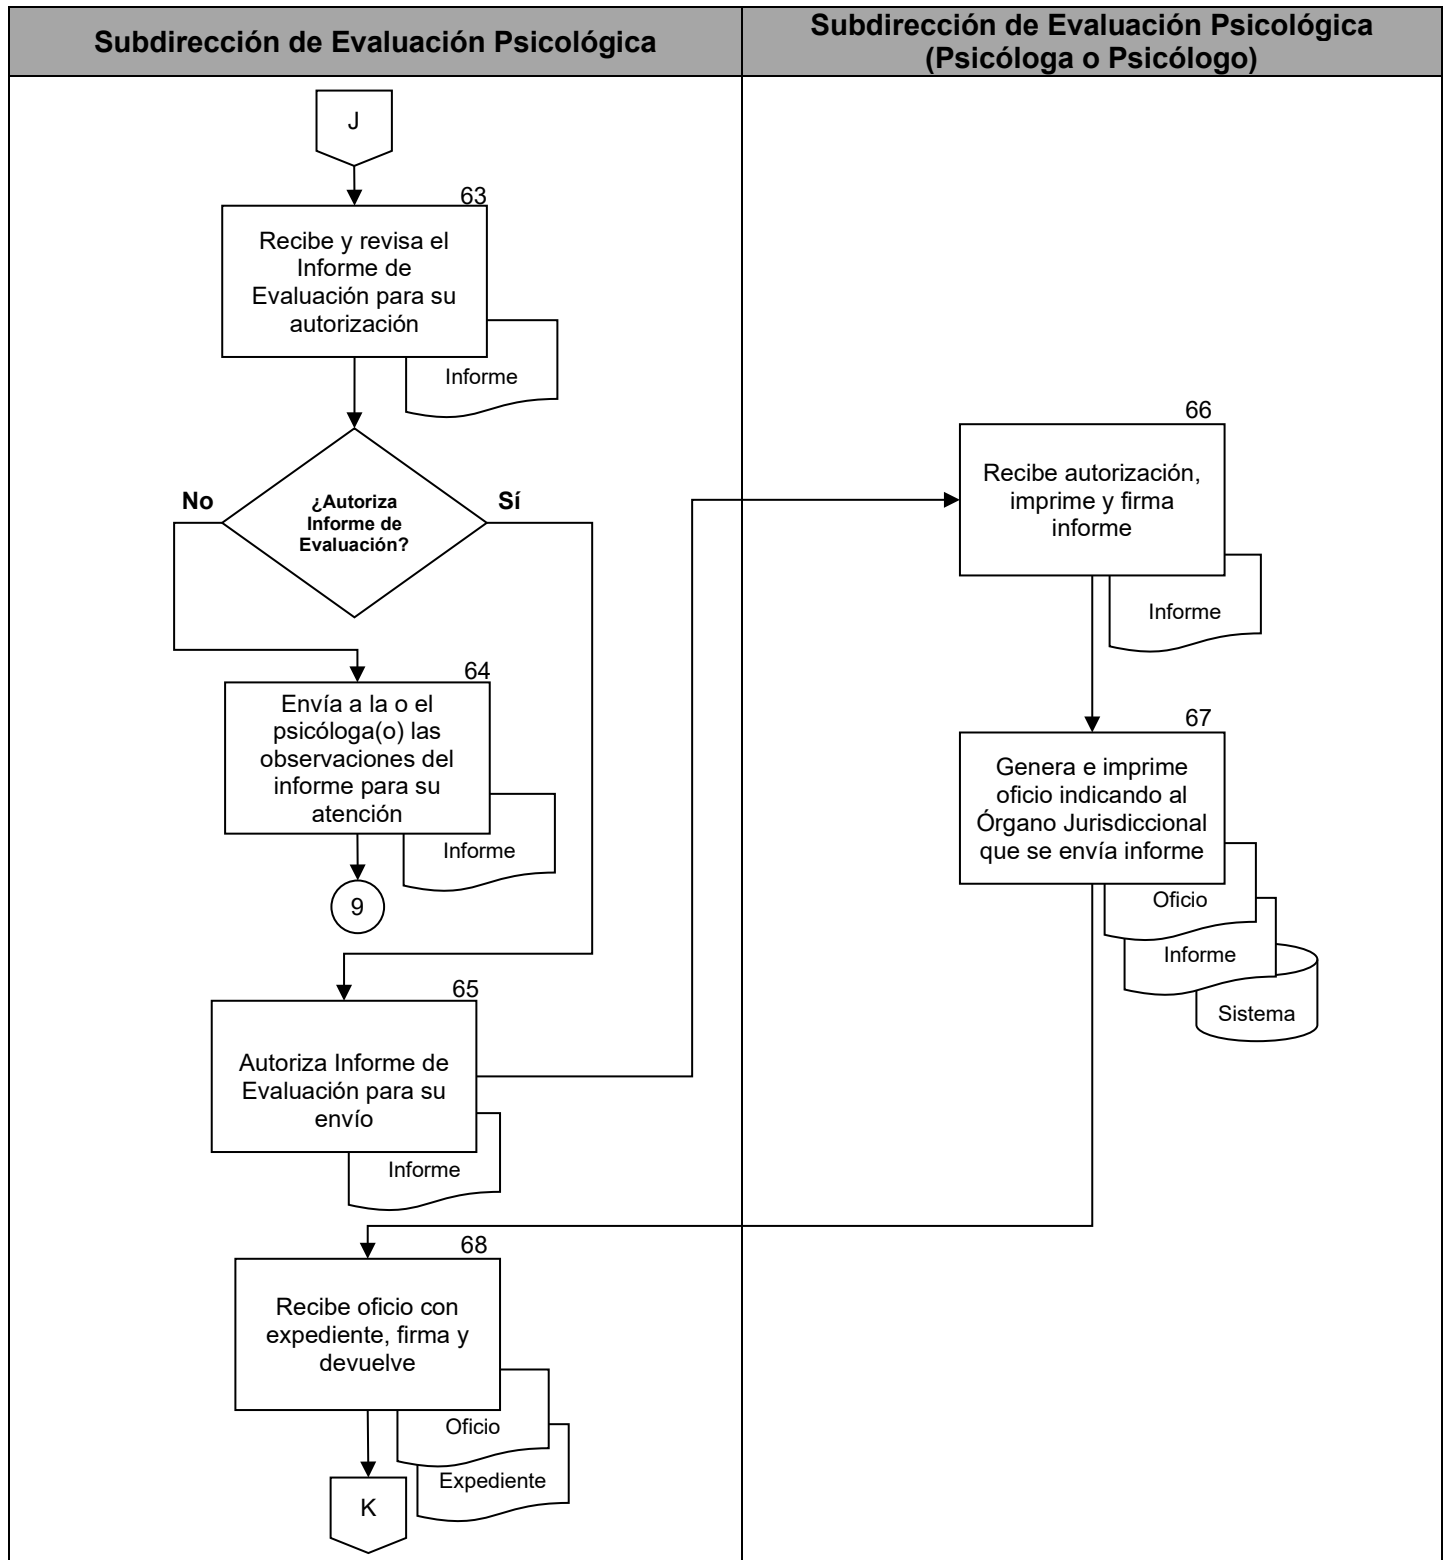 Subdirección de Evaluación Psicológica
Subdirección de Evaluación Psicológica
(Psicóloga o Psicólogo)
J
63
Recibe y revisa el
Informe de
Evaluación para su
autorización
Informe
No
¿Autoriza
Informe de
Evaluación?
Sí
64
Envía a la o el
psicóloga(o) las
observaciones del
informe para su
atención
Informe
9
65
Autoriza Informe de
Evaluación para su
envío
Informe
66
Recibe autorización,
imprime y firma
informe
Informe
67
Genera e imprime
oficio indicando al
Órgano Jurisdiccional
que se envía informe
Oficio
Informe
Sistema
68
Recibe oficio con
expediente, firma y
devuelve
Oficio
Expediente
K